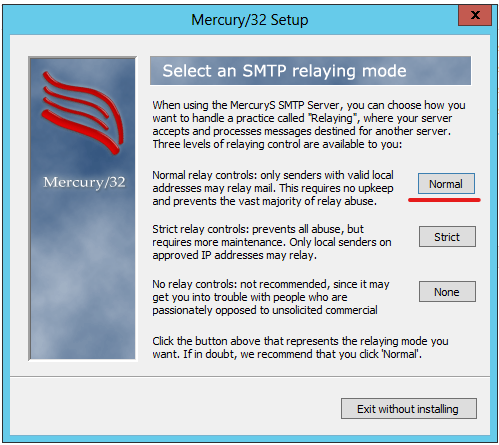 Mercury/32 Setup
x
Select an SMTP relaying mode
When using the MercuryS SMTP Server, you can choose how you
want to handle a practice called "Relaying", where your server
accepts and processes messages destined for another server.
Three levels of relaying control are available to you:
Mercury/32
Normal relay controls: only senders with valid local
addresses may relay mail. This requires no upkeep
and prevents the vast majority of relay abuse.
Normal
Strict relay controls: prevents all abuse, but
requires more maintenance. Only local senders on
approved IP addresses may relay.
Strict
No relay controls: not recommended, since it may
get you into trouble with people who are
passionately opposed to unsolicited commercial
None
Click the button above that represents the relaying mode you
want. If in doubt, we recommend that you click 'Normal'.
Exit without installing